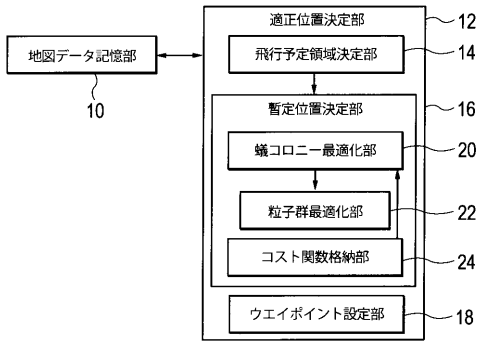 適正位置決定部
12
地図データ記憶部
10
飛行予定領域決定部
14
暫定位置決定部
16
蟻コロニー最適化部
20
粒子群最適化部
22
コスト関数格納部
24
ウエイポイント設定部
18